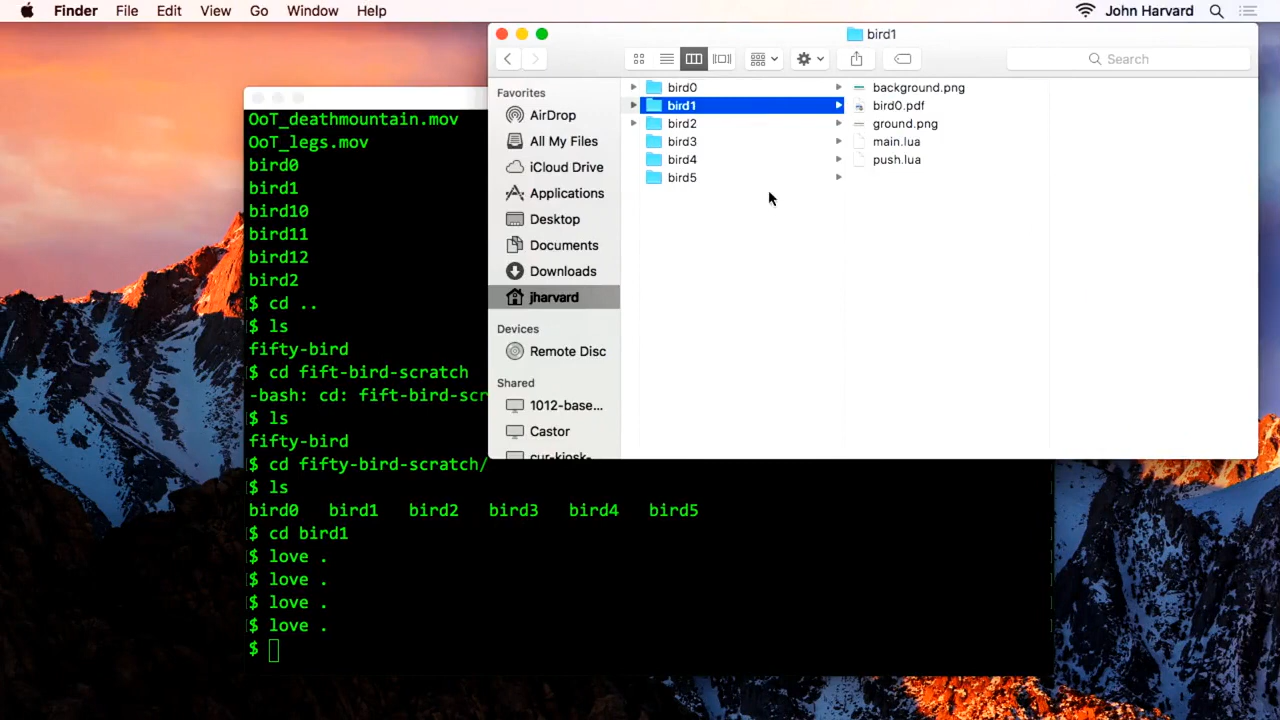 Finder File Edit View Go Window Help
John Harvard
bird1
Search
Favorites
AirDrop
All My Files
iCloud Drive
Applications
Desktop
Documents
Downloads
jharvard
Devices
Remote Disc
Shared
1012-base...
Castor
cur-kiosk-
bird0
bird1
bird2
bird3
bird4
bird5
background.png
bird0.pdf
ground.png
main.lua
push.lua
OoT_deathmountain.mov
OoT_legs.mov
bird0
bird1
bird10
bird11
bird12
bird2
$ cd ..
$ ls
fifty-bird
$ cd fift-bird-scratch
-bash: cd: fift-bird-scr
$ ls
fifty-bird
$ cd fifty-bird-scratch/
$ ls
bird0 bird1 bird2 bird3 bird4 bird5
$ cd bird1
$ love .
$ love .
$ love .
$ love .
$